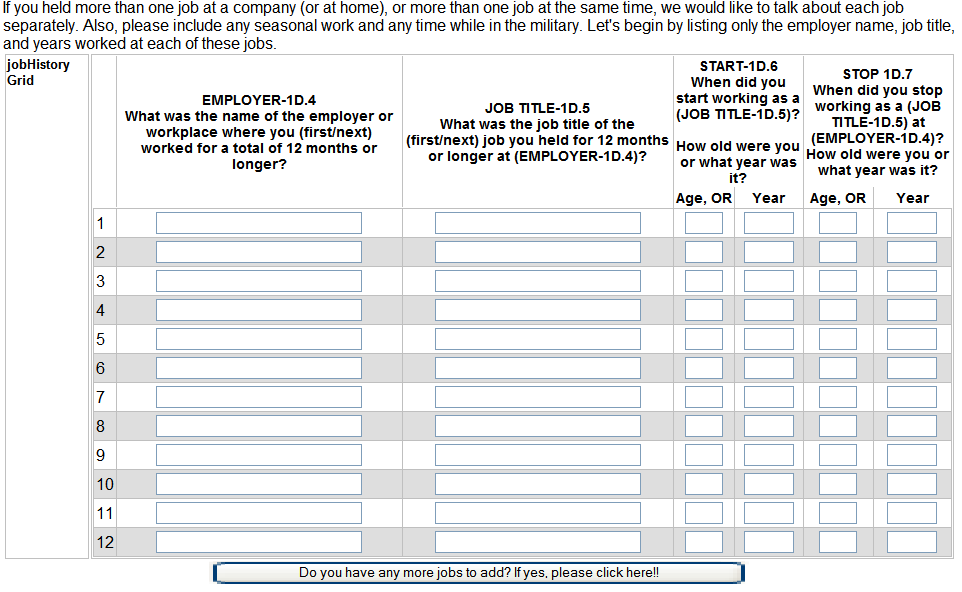 If you held more than one job at a company (or at home), or more than one job at the same time, we would like to talk about each job
separately. Also, please include any seasonal work and any time while in the military. Let's begin by listing only the employer name, job title,
and years worked at each of these jobs.
jobHistory
Grid
EMPLOYER-1D.4
What was the name of the employer or
workplace where you (first/next)
worked for a total of 12 months or
longer?
JOB TITLE-1D.5
What was the job title of the
(first/next) job you held for 12 months
or longer at (EMPLOYER-1D.4)?
START-1D.6
When did you
start working as a
(JOB TITLE-1D.5)?
How old were you
or what year was
it?
STOP 1D.7
When did you stop
working as a (JOB
TITLE-1D.5) at
(EMPLOYER-1D.4)?
How old were you or
what year was it?
Age, OR Year Age, OR Year
1
2
3
4
5
6
7
8
9
10
11
12
Do you have any more jobs to add? If yes, please click here!!